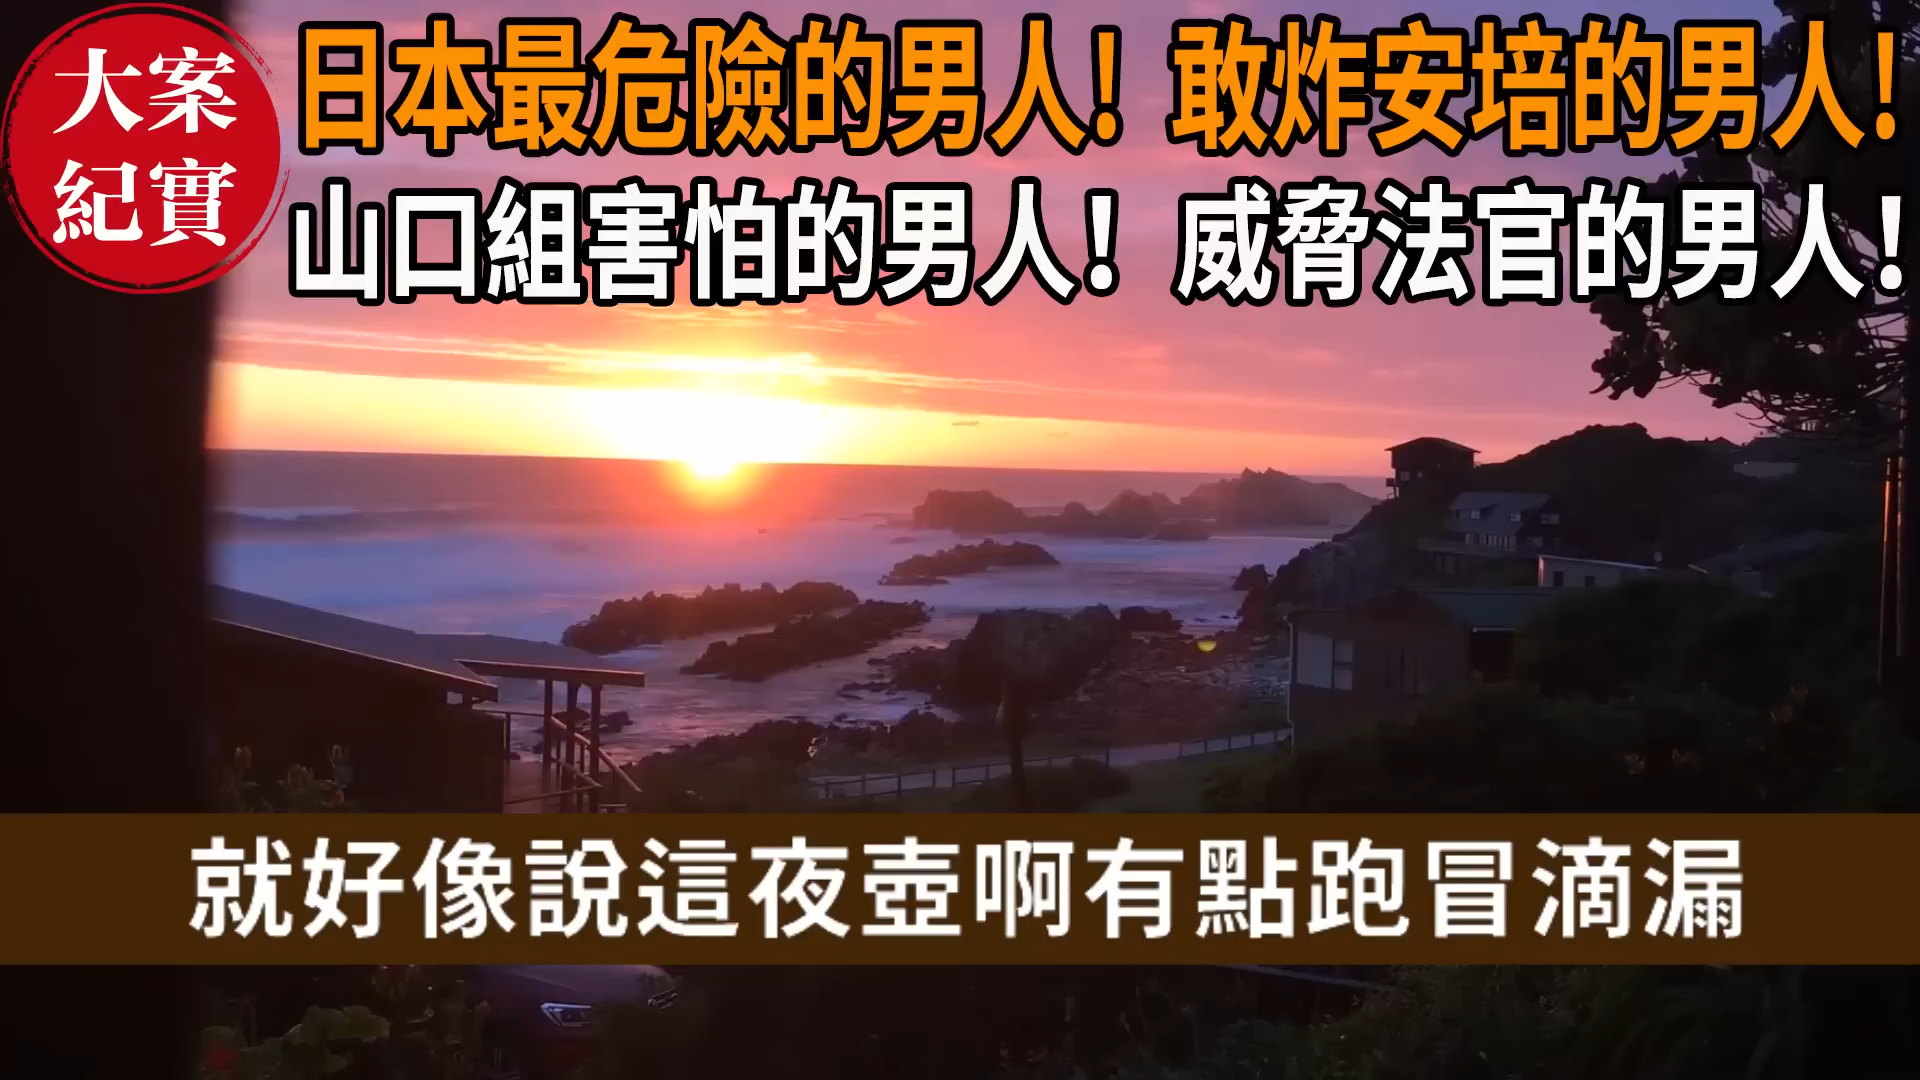 大案
紀實
日本最危險的男人！敢炸安培的男人！
山口組害怕的男人！威脅法官的男人！
就好像說這夜壺啊有點跑冒滴漏